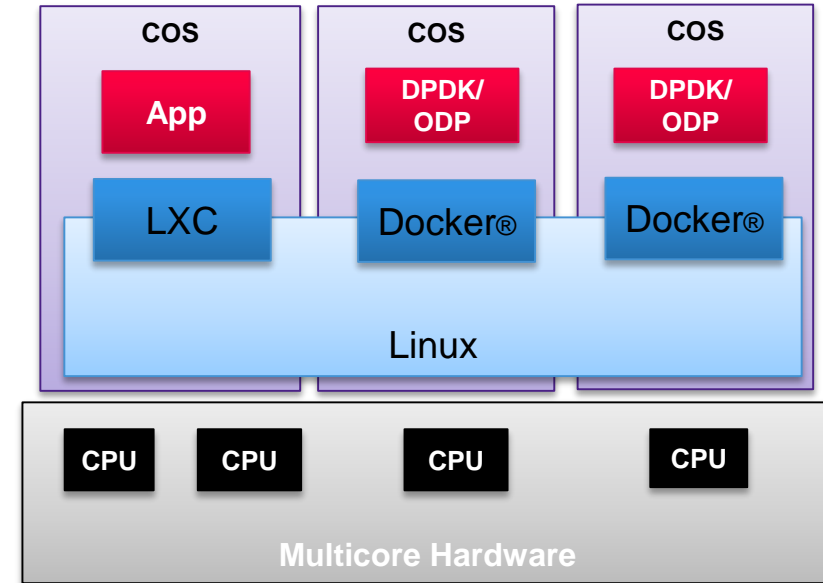 COS
COS
COS
App
DPDK/
ODP
DPDK/
ODP
LXC
Docker®
Docker®
Linux
CPU
CPU
CPU
CPU
Multicore Hardware